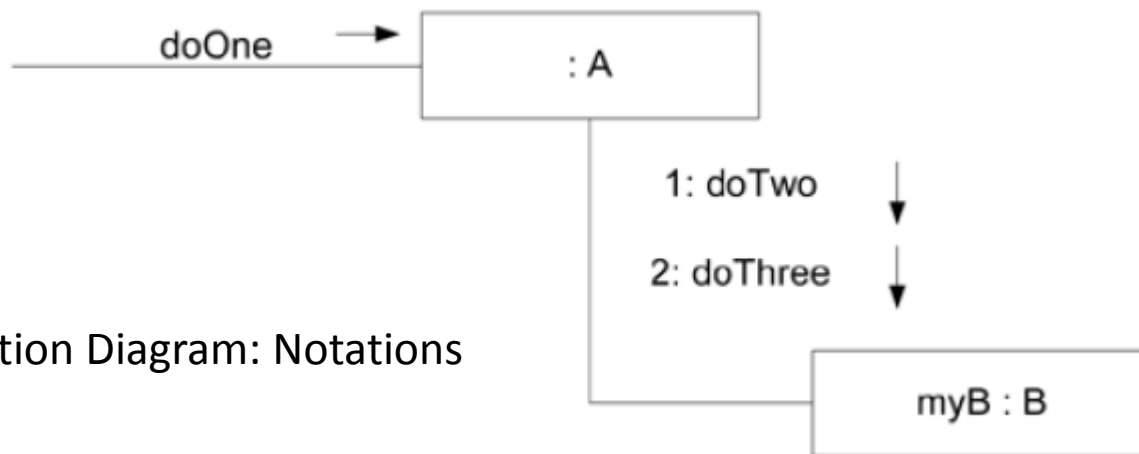 doOne
: A
1: doTwo
2: doThree
tion Diagram: Notations
myB : B